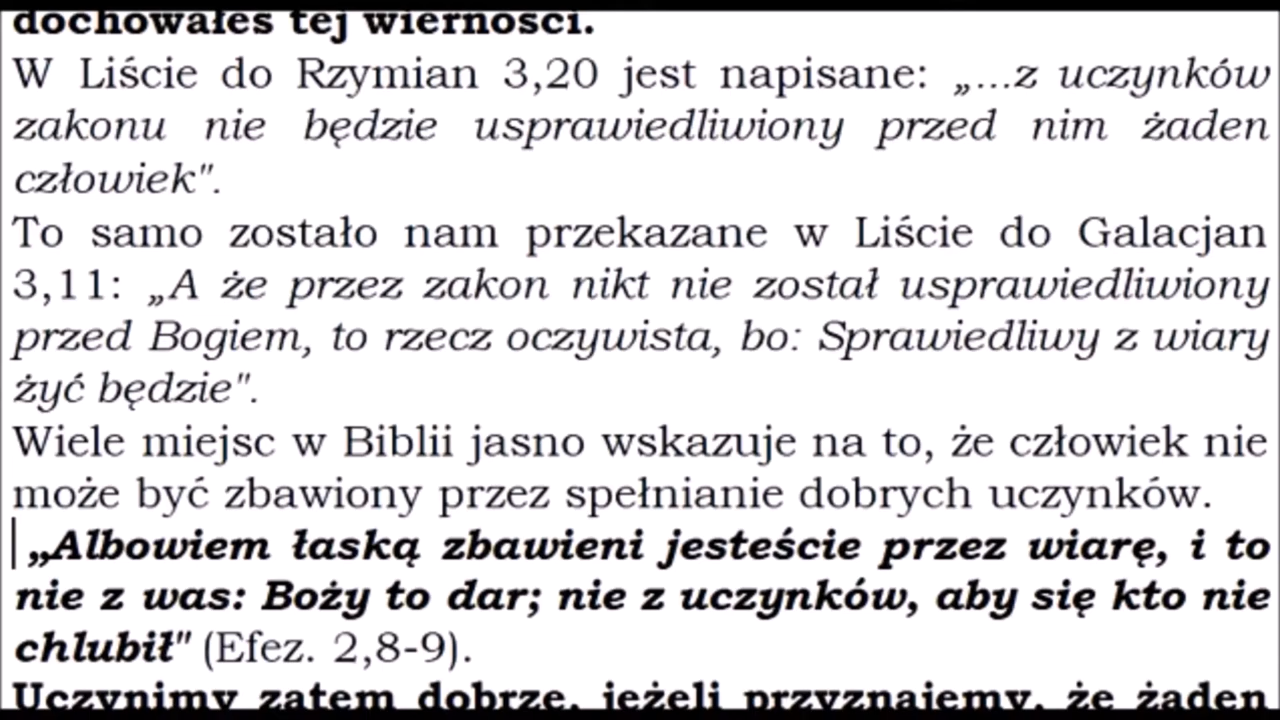 dochowałeś tej wierności.
W Liście do Rzymian 3,20 jest napisane: „...z uczynków
zakonu nie będzie usprawiedliwiony przed nim żaden
człowiek".
To samo zostało nam przekazane w Liście do Galacjan
3,11: „A że przez zakon nikt nie został usprawiedliwiony
przed Bogiem, to rzecz oczywista, bo: Sprawiedliwy z wiary
żyć będzie".
Wiele miejsc w Biblii jasno wskazuje na to, że człowiek nie
może być zbawiony przez spełnianie dobrych uczynków.
„Albowiem łaską zbawieni jesteście przez wiarę, i to
nie z was: Boży to dar; nie z uczynków, aby się kto nie
chlubił" (Efez. 2,8-9).
Uczynimy zatem dobrze, jeżeli przyznajemy, że żaden